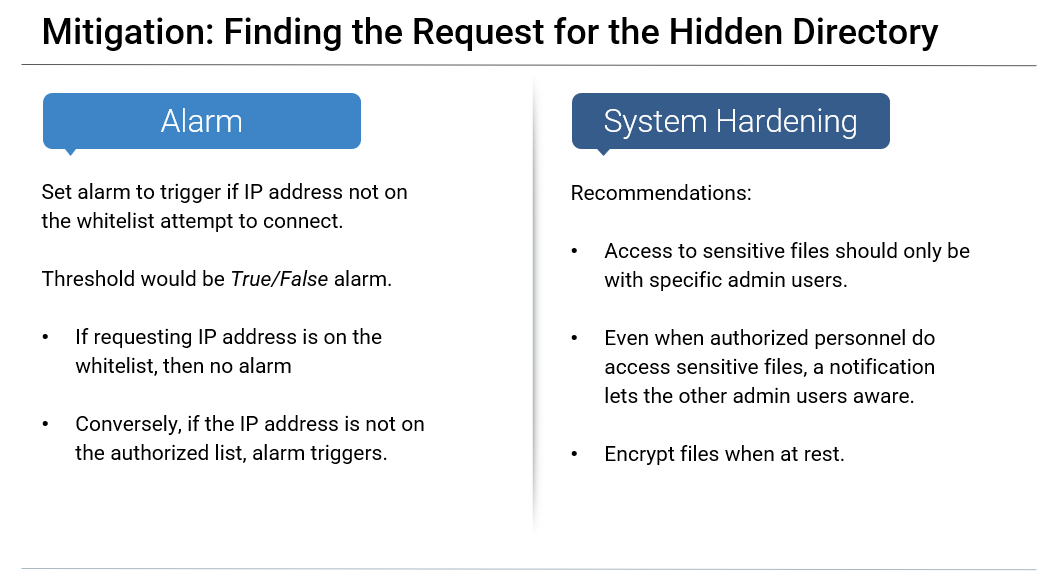 Mitigation: Finding the Request for the Hidden Directory
Alarm
Set alarm to trigger if IP address not on
the whitelist attempt to connect.
Threshold would be True/False alarm.
• If requesting IP address is on the
whitelist, then no alarm
• Conversely, if the IP address is not on
the authorized list, alarm triggers.
System Hardening
Recommendations:
• Access to sensitive files should only be
with specific admin users.
• Even when authorized personnel do
access sensitive files, a notification
lets the other admin users aware.
• Encrypt files when at rest.